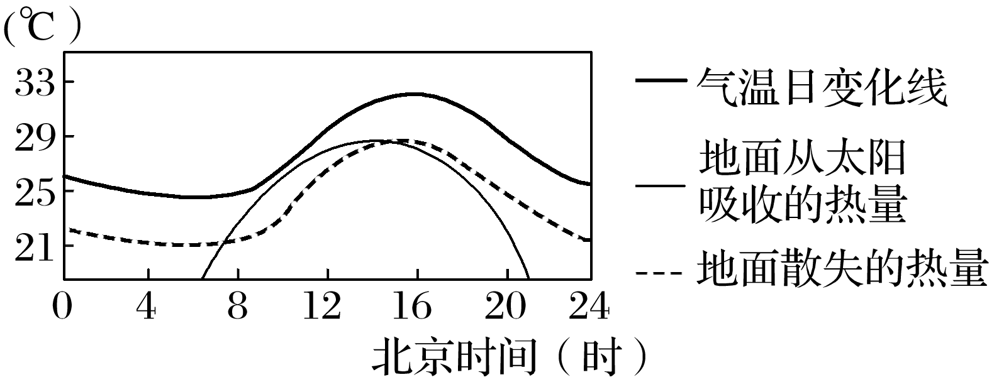 (℃)
33
29
25
21
0 4 8 12 16 20 24
北京时间(时)
气温日变化线
地面从太阳
吸收的热量
地面散失的热量